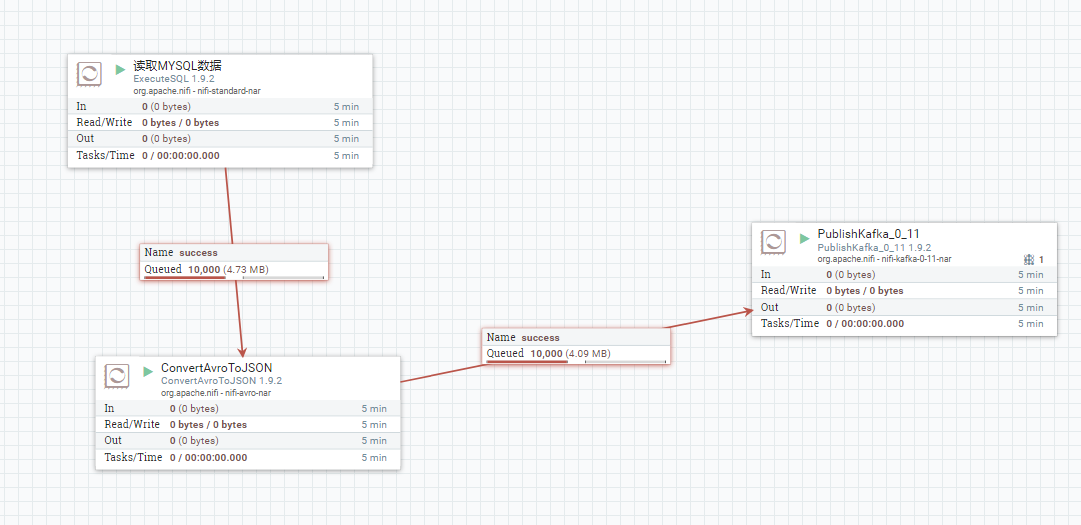 读取MYSQL数据
ExecuteSQL 1.9.2
org.apache.nifi - nifi-standard-nar
In 0 (0 bytes) 5 min
Read/Write 0 bytes / 0 bytes 5 min
Out 0 (0 bytes) 5 min
Tasks/Time 0 / 00:00:00.000 5 min
Name success
Queued 10,000 (4.73 MB)
ConvertAvroToJSON
ConvertAvroToJSON 1.9.2
org.apache.nifi - nifi-avro-nar
In 0 (0 bytes) 5 min
Read/Write 0 bytes / 0 bytes 5 min
Out 0 (0 bytes) 5 min
Tasks/Time 0 / 00:00:00.000 5 min
Name success
Queued 10,000 (4.09 MB)
PublishKafka_0_11
PublishKafka_0_11 1.9.2
org.apache.nifi - nifi-kafka-0-11-nar 1
In 0 (0 bytes) 5 min
Read/Write 0 bytes / 0 bytes 5 min
Out 0 (0 bytes) 5 min
Tasks/Time 0 / 00:00:00.000 5 min